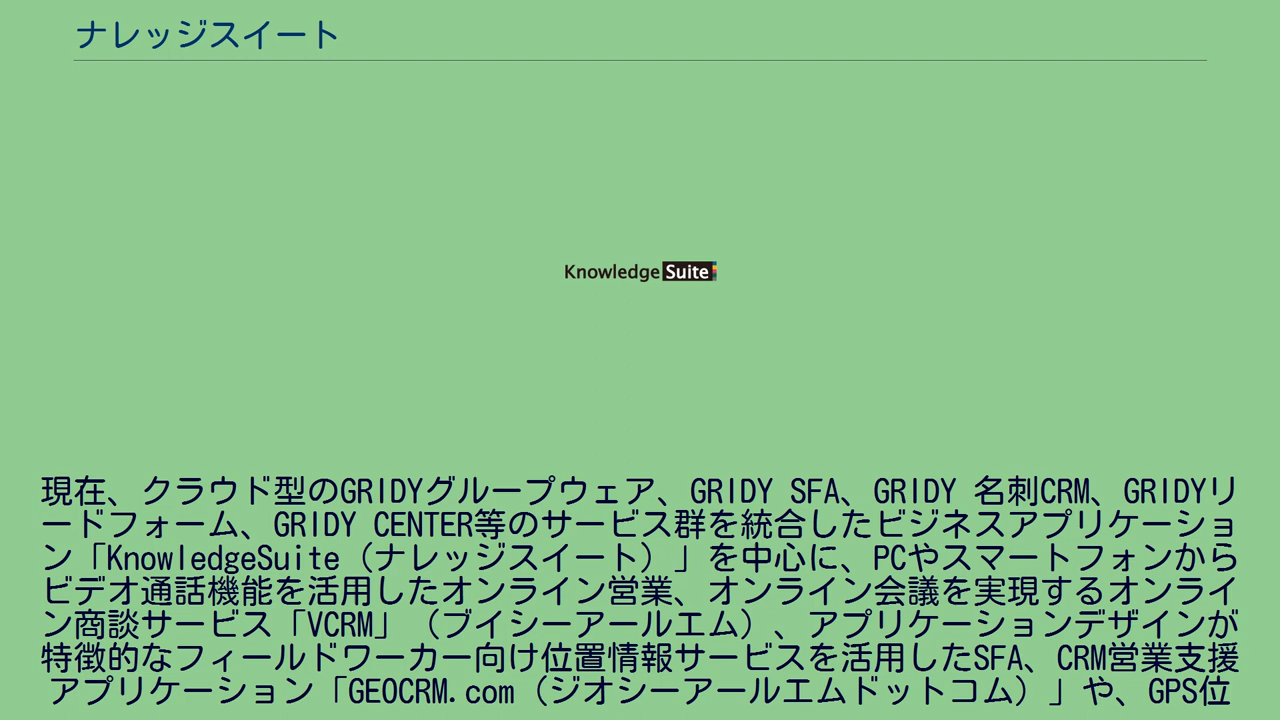 ナレッジスイート
Knowledge Suite
現在、クラウド型のGRIDYグループウェア、GRIDY SFA、GRIDY 名刺CRM、GRIDYリ
ードフォーム、GRIDY CENTER等のサービス群を統合したビジネスアプリケーショ
ン「KnowledgeSuite（ナレッジスイート）」を中心に、PCやスマートフォンから
ビデオ通話機能を活用したオンライン営業、オンライン会議を実現するオンライ
ン商談サービス「VCRM」（ブイシーアールエム）、アプリケーションデザインが
特徴的なフィールドワーカー向け位置情報サービスを活用したSFA、CRM営業支援
アプリケーション「GEOCRM.com（ジオシーアールエムドットコム）」や、GPS位